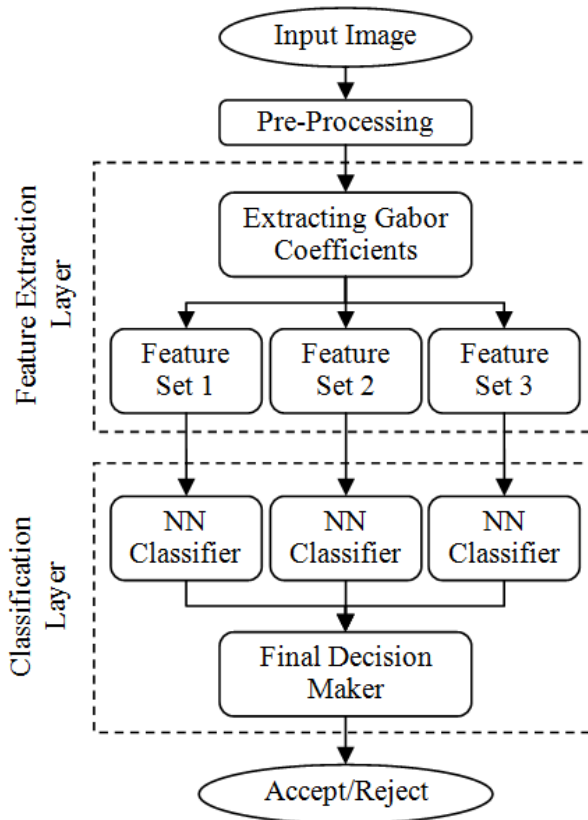 Input Image
Pre-Processing
Feature Extraction
Layer
Extracting Gabor
Coefficients
Feature
Set 1
Feature
Set 2
Feature
Set 3
Classification
Layer
NN
Classifier
NN
Classifier
NN
Classifier
Final Decision
Maker
Accept/Reject